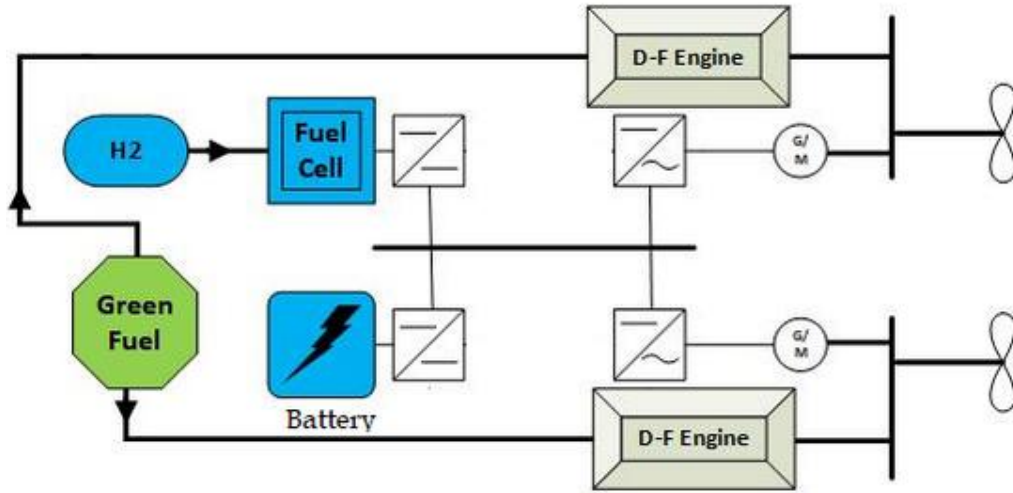 D-F Engine
H2
Fuel
Cell
G/
M
Green
Fuel
Battery
G/
M
D-F Engine